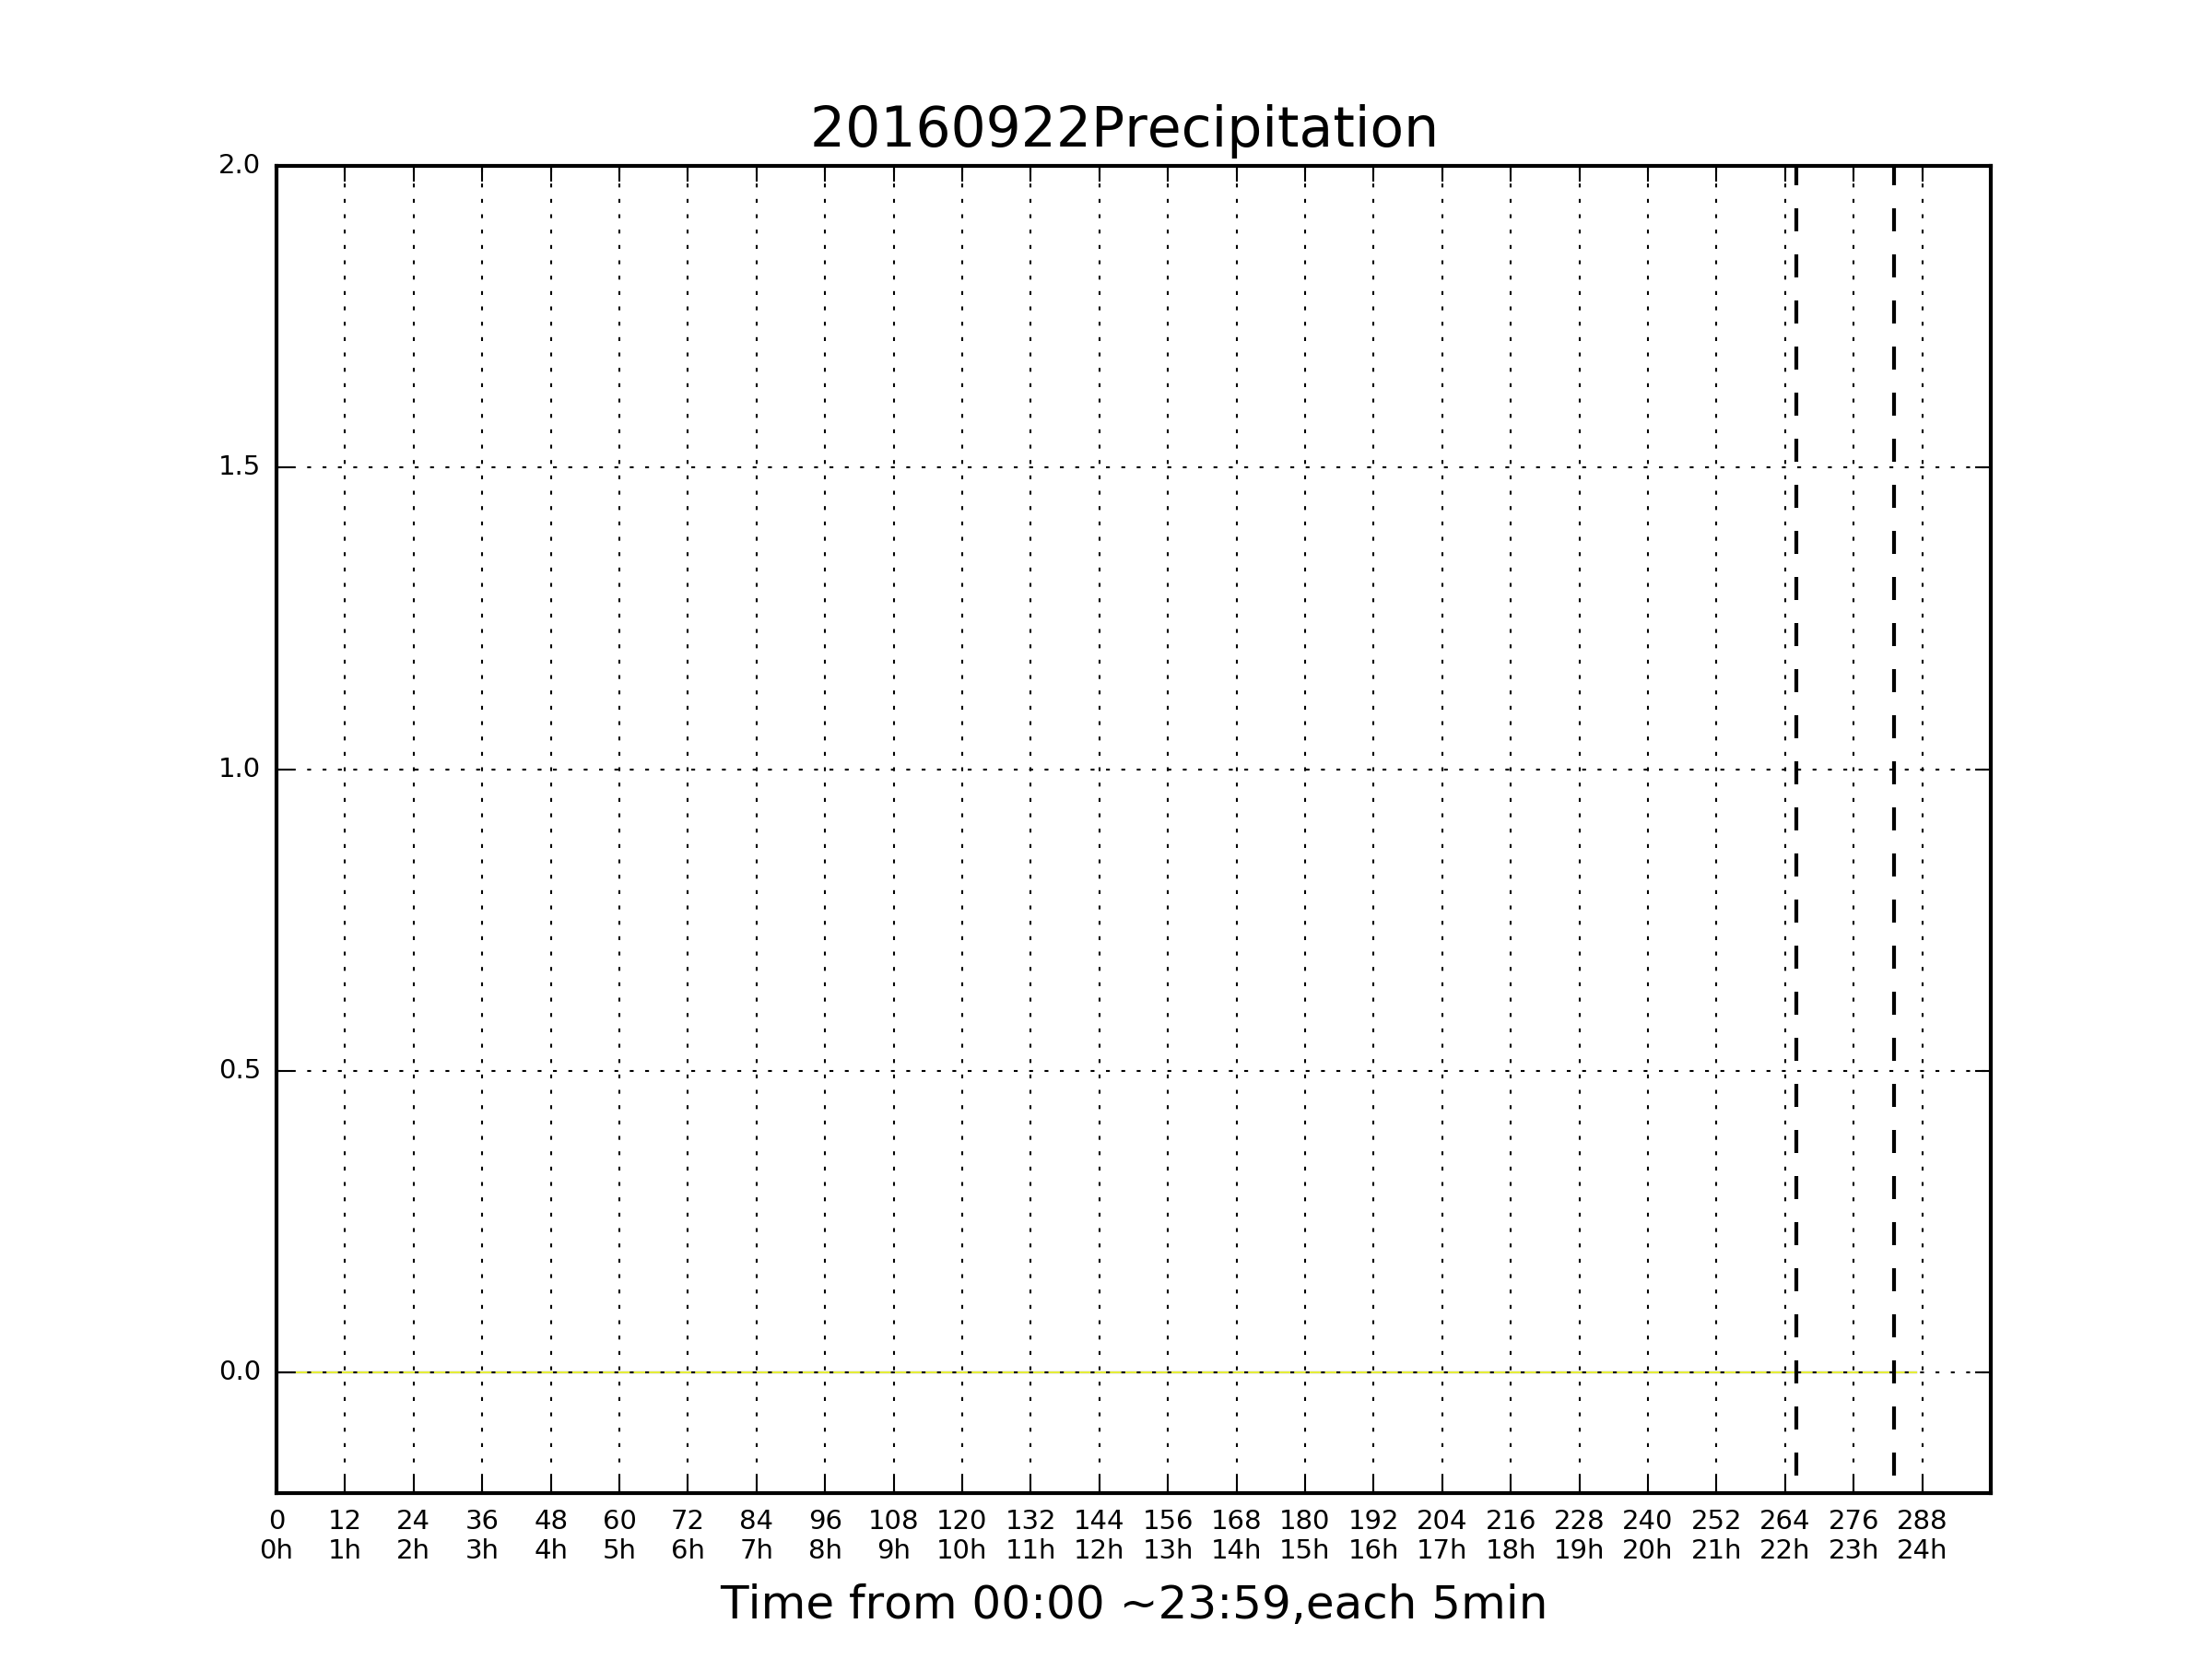 20160922Precipitation
2.0
1.5
1.0
0.5
0.0
0 12 24 36 48 60 72 84 96 108 120 132 144 156 168 180 192 204 216 228 240 252 264 276 288
0h 1h 2h 3h 4h 5h 6h 7h 8h 9h 10h 11h 12h 13h 14h 15h 16h 17h 18h 19h 20h 21h 22h 23h 24h
Time from 00:00 ~23:59,each 5min